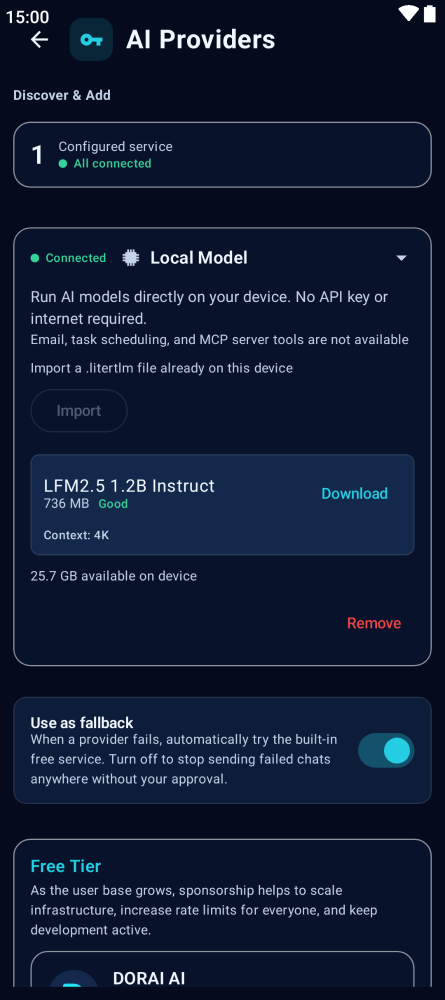 15:00
AI Providers
Discover & Add
1
Configured service
All connected
Connected
Local Model
Run AI models directly on your device. No API key or
internet required.
Email, task scheduling, and MCP server tools are not available
Import a .litertlm file already on this device
Import
LFM2.5 1.2B Instruct
736 MB Good
Download
Context: 4K
25.7 GB available on device
Remove
Use as fallback
When a provider fails, automatically try the built-in
free service. Turn off to stop sending failed chats
anywhere without your approval.
Free Tier
As the user base grows, sponsorship helps to scale
infrastructure, increase rate limits for everyone, and keep
development active.
DORAI AI